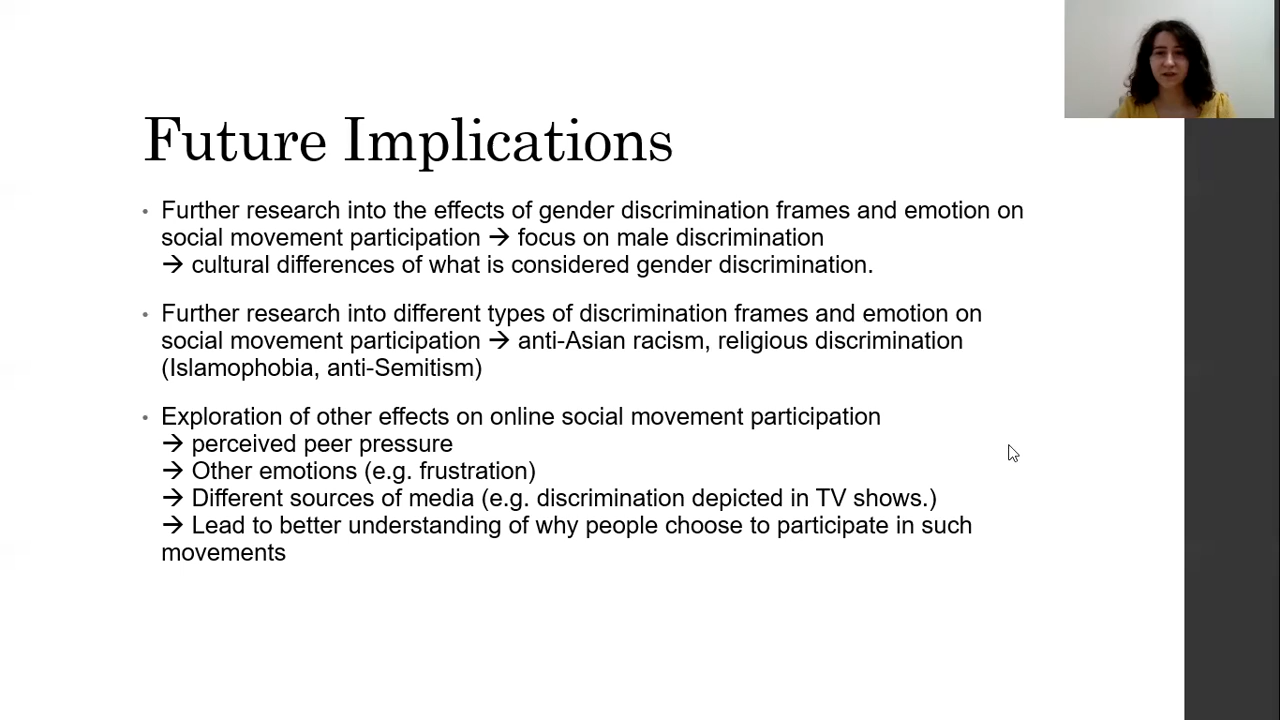 Future Implications
• Further research into the effects of gender discrimination frames and emotion on
social movement participation → focus on male discrimination
→ cultural differences of what is considered gender discrimination.
• Further research into different types of discrimination frames and emotion on
social movement participation → anti-Asian racism, religious discrimination
(Islamophobia, anti-Semitism)
• Exploration of other effects on online social movement participation
→ perceived peer pressure
→ Other emotions (e.g. frustration)
→ Different sources of media (e.g. discrimination depicted in TV shows.)
→ Lead to better understanding of why people choose to participate in such
movements